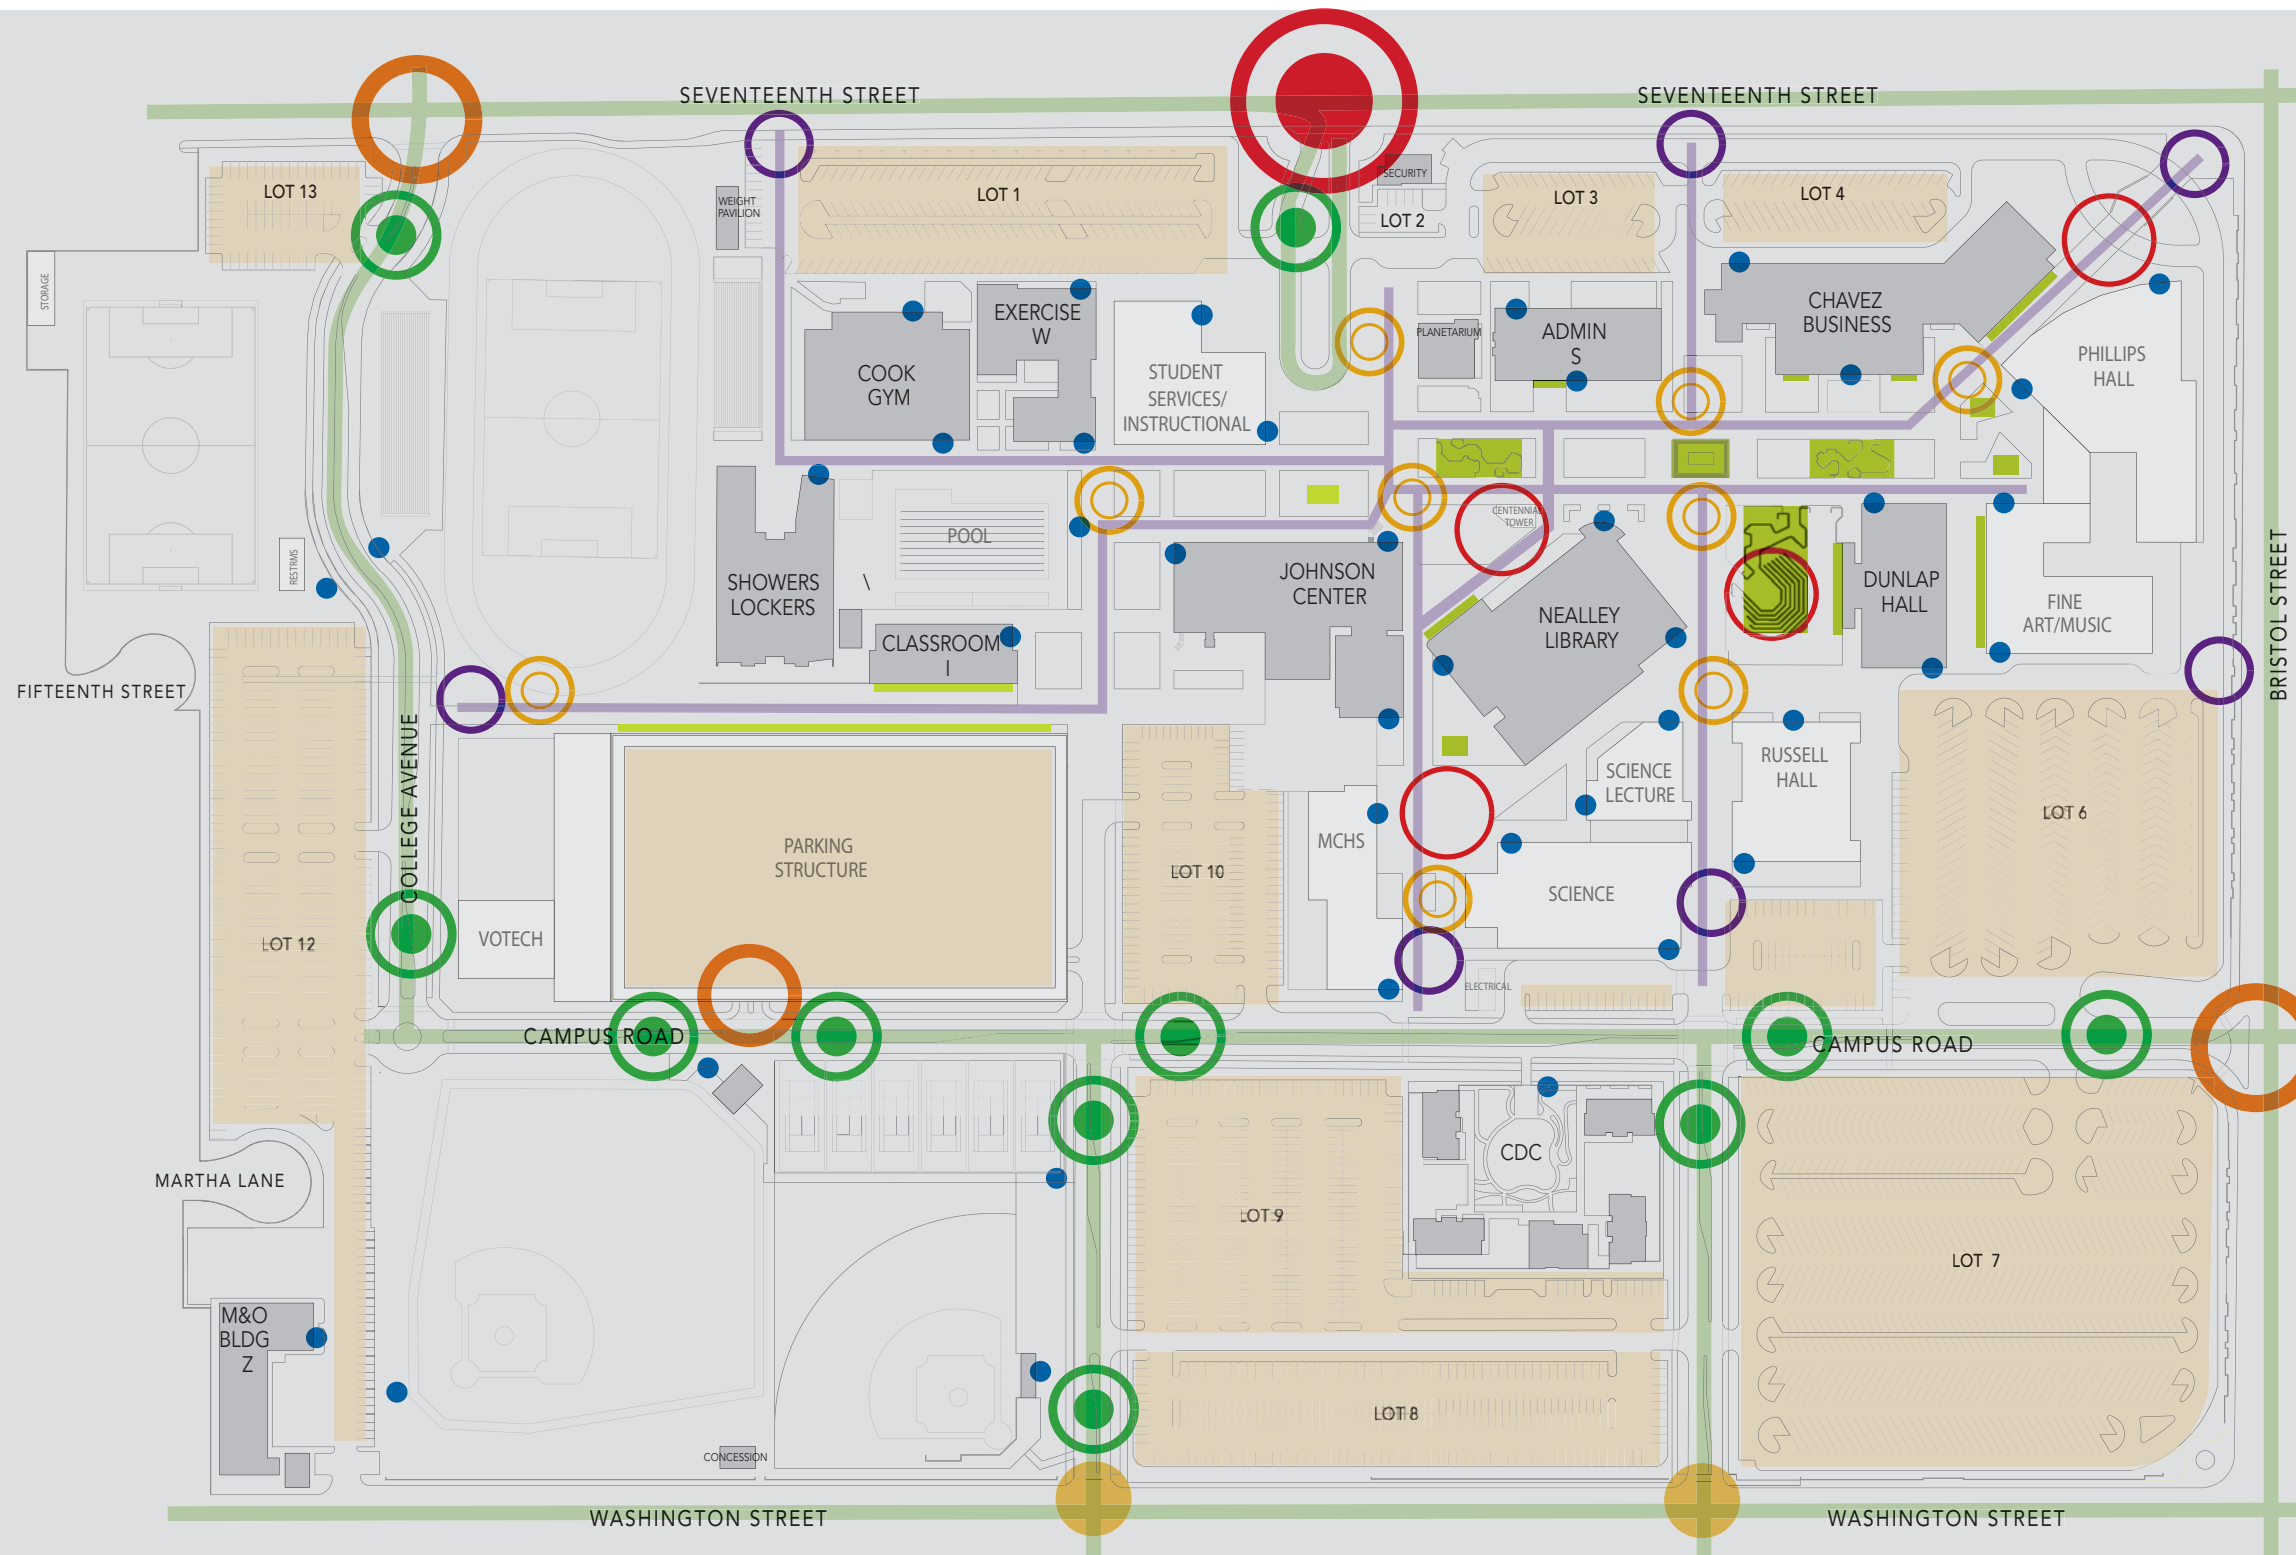 SEVENTEENTH STREET
SEVENTEENTH STREET
LOT 13
WEIGHT
PAVILION
LOT 1
SECURITY
LOT 2
LOT 3
LOT 4
STORAGE
EXERCISE
W
COOK
GYM
STUDENT
SERVICES/
INSTRUCTIONAL
PLANETARIUM
ADMIN
S
CHAVEZ
BUSINESS
PHILLIPS
HALL
RESTRMS
SHOWERS
LOCKERS
\
POOL
CLASSROOM
I
JOHNSON
CENTER
CENTENNIAL
TOWER
NEALLEY
LIBRARY
DUNLAP
HALL
FINE
ART/MUSIC
BRISTOL STREET
FIFTEENTH STREET
COLLEGE AVENUE
PARKING
STRUCTURE
VOTECH
LOT 12
LOT 10
MCHS
SCIENCE
LECTURE
RUSSELL
HALL
SCIENCE
LOT 6
ELECTRICAL
CAMPUS ROAD
CAMPUS ROAD
MARTHA LANE
CDC
LOT 9
LOT 7
M&O
BLDG
Z
LOT 8
CONCESSION
WASHINGTON STREET
WASHINGTON STREET